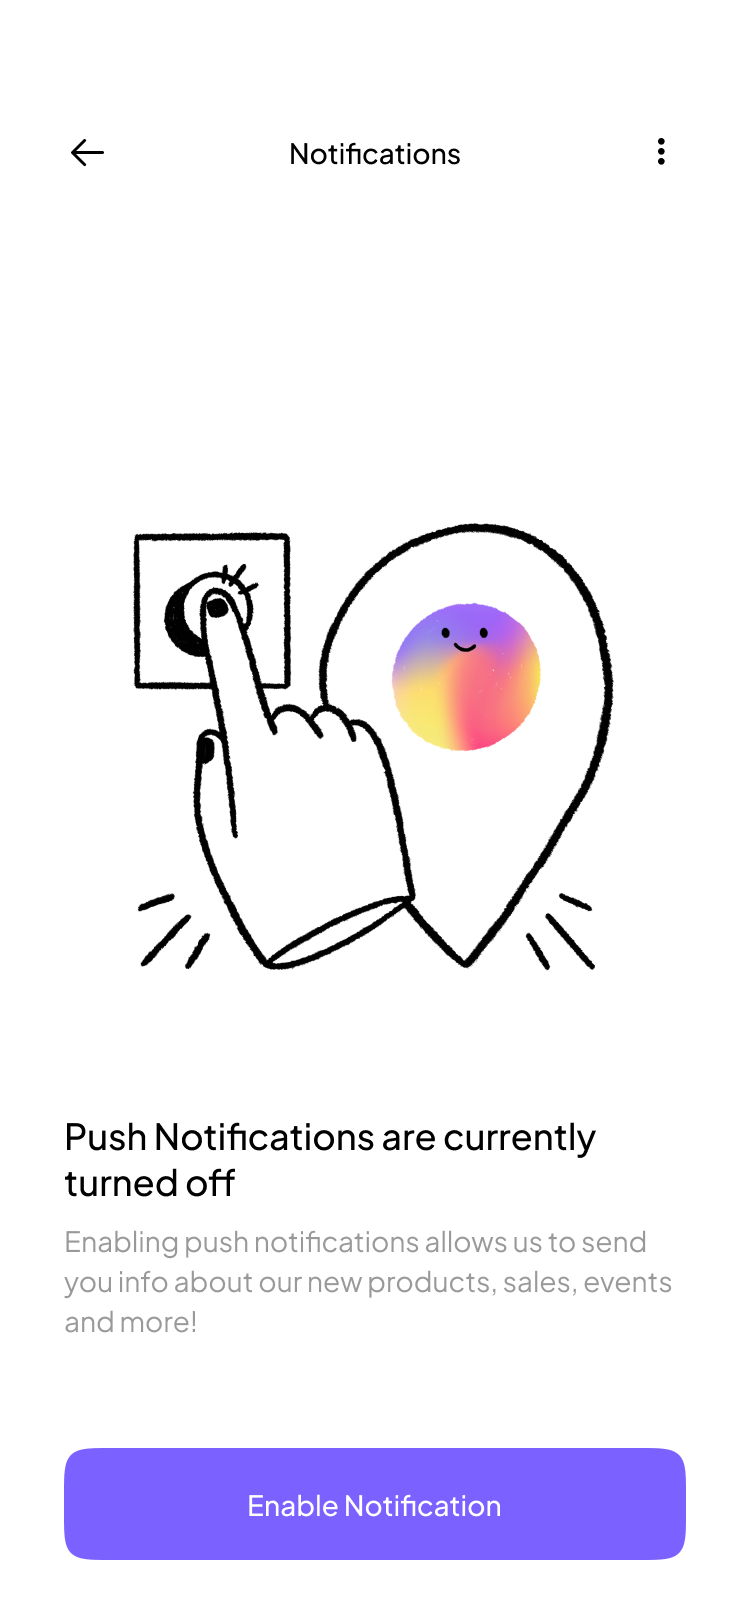 Notifications
Push Notifications are currently
turned off
Enabling push notifications allows us to send
you info about our new products, sales, events
and more!
Enable Notification